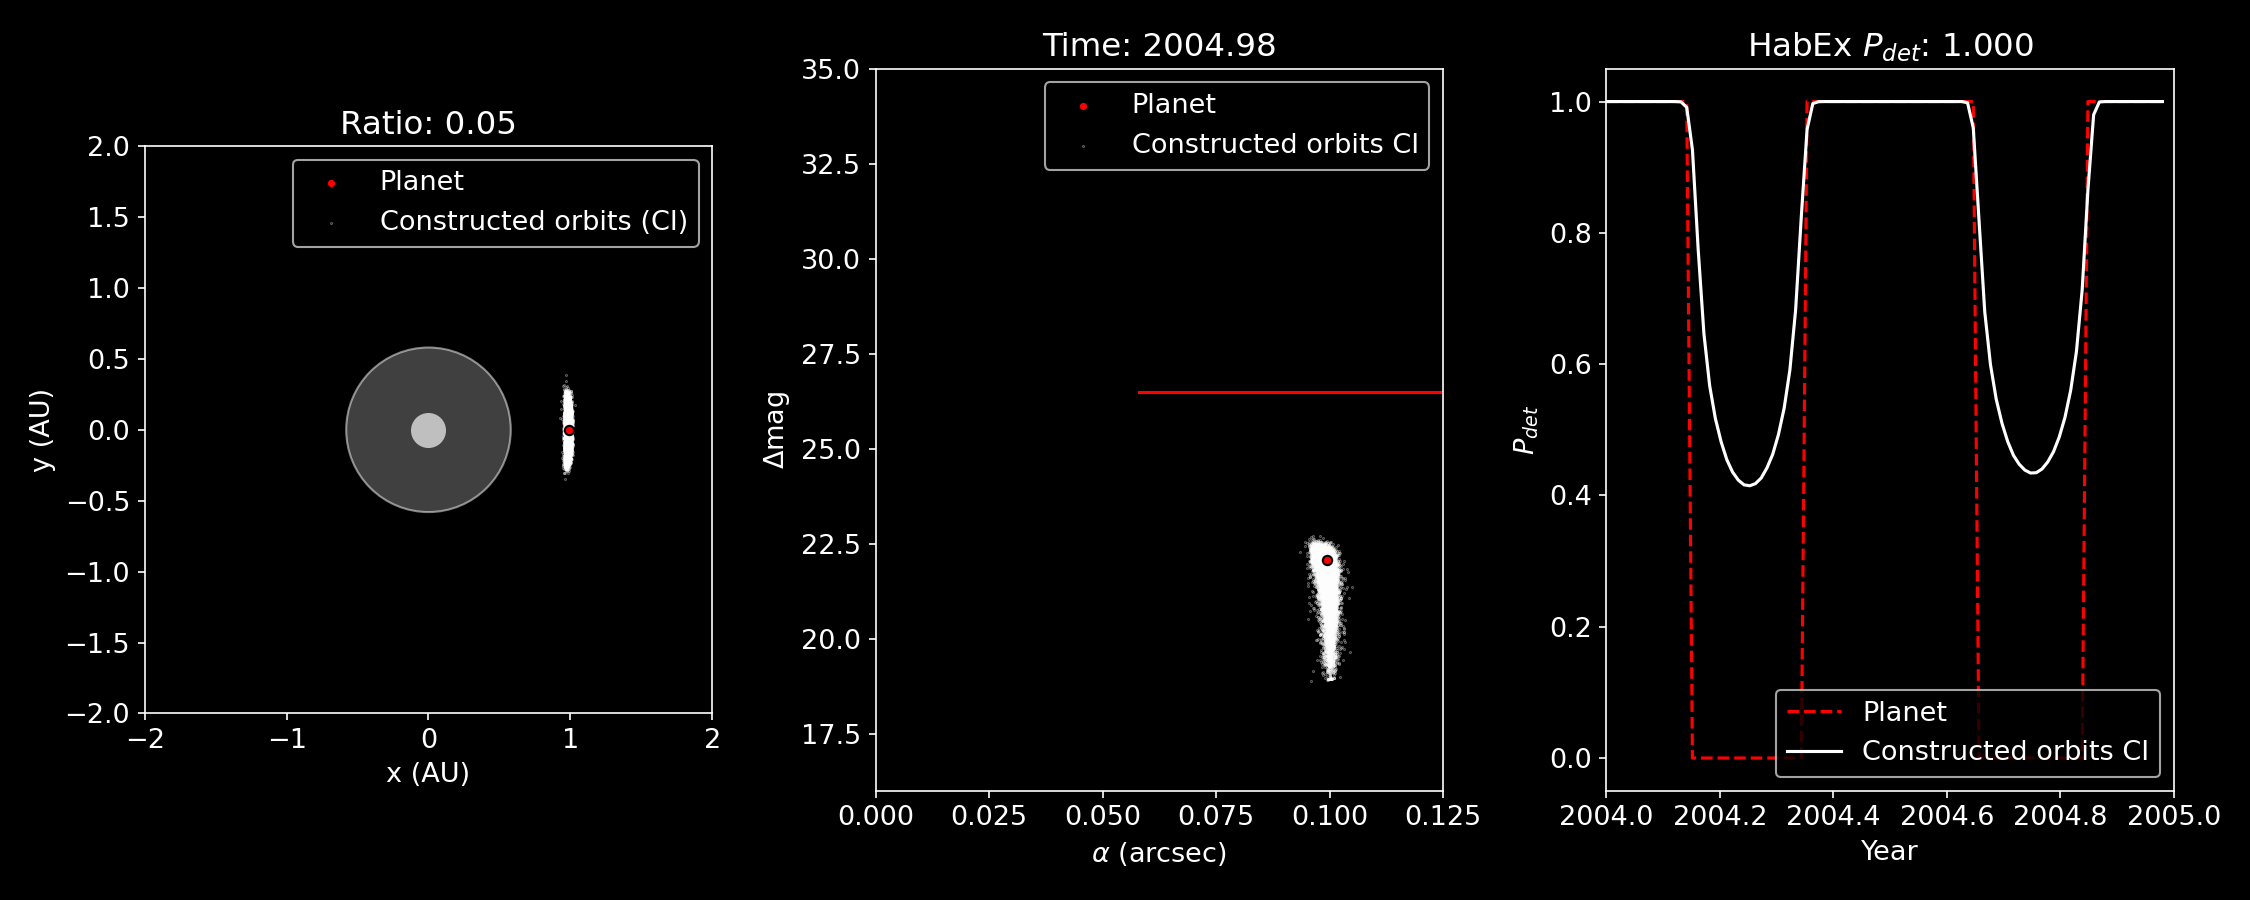 Ratio: 0.05
Planet
Constructed orbits (CI)
2.0
1.5
1.0
0.5
0.0
−0.5
−1.0
−1.5
−2.0
y (AU)
−2
−1
0
1
2
x (AU)
Time: 2004.98
Planet
Constructed orbits CI
35.0
32.5
30.0
27.5
25.0
22.5
20.0
17.5
Δmag
0.000
0.025
0.050
0.075
0.100
0.125
α (arcsec)
HabEx P_det: 1.000
1.0
0.8
0.6
0.4
0.2
0.0
P_det
Planet
Constructed orbits CI
2004.0
2004.2
2004.4
2004.6
2004.8
2005.0
Year